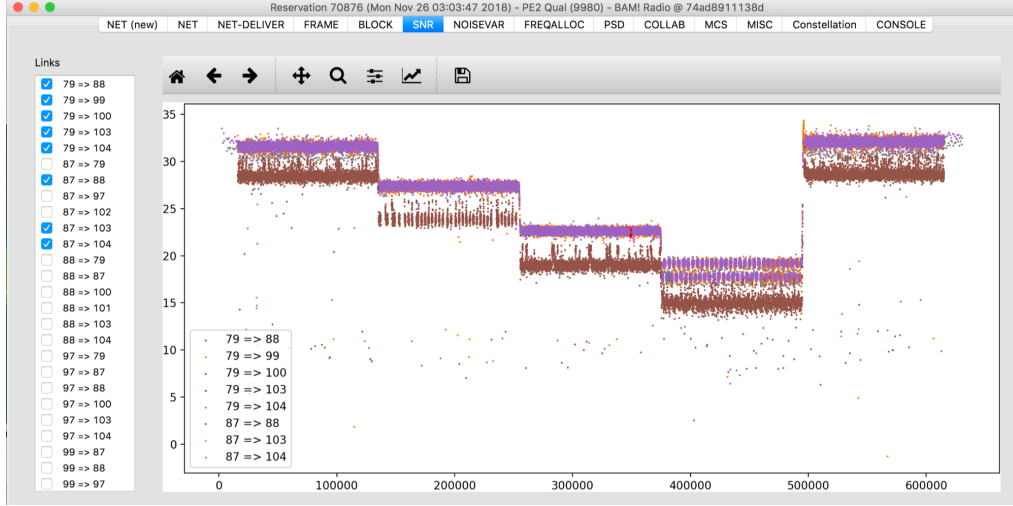 Reservation 70876 (Mon Nov 26 03:03:47 2018) - PE2 Qual (9980) - BAM! Radio @ 74ad8911138d
NET (new) NET NET-DELIVER FRAME BLOCK SNR NOISEVAR FREQALLOC PSD COLLAB MCS MISC Constellation CONSOLE
Links
79 => 88
79 => 99
79 => 100
79 => 103
79 => 104
87 => 79
87 => 88
87 => 97
87 => 102
87 => 103
87 => 104
88 => 79
88 => 87
88 => 100
88 => 101
88 => 103
88 => 104
97 => 79
97 => 87
97 => 88
97 => 100
97 => 103
97 => 104
99 => 87
99 => 88
99 => 97
35
30
25
20
15
10
5
0
79 => 88
79 => 99
79 => 100
79 => 103
79 => 104
87 => 88
87 => 103
87 => 104
0 100000 200000 300000 400000 500000 600000